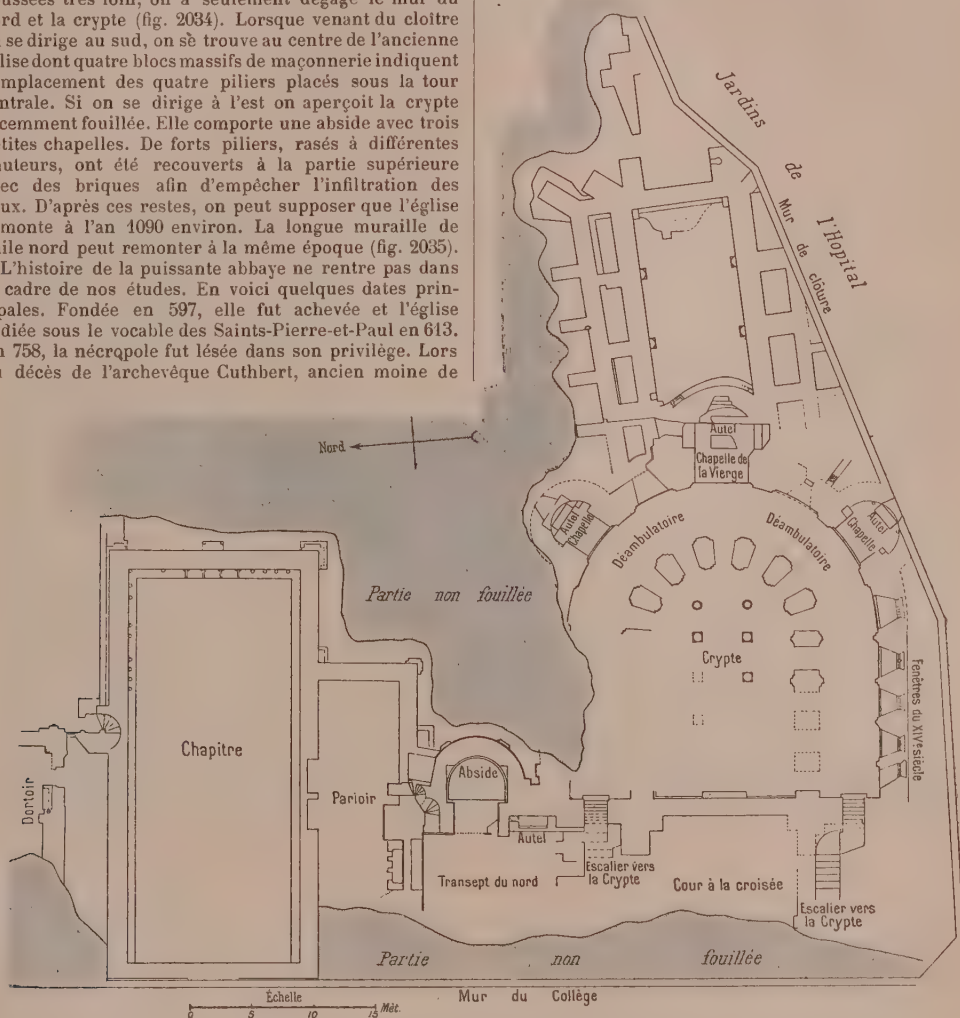 rd et la crypte (fig. 2034). Lorsque venant du cloître
se dirige au sud, on sè trouve au centre de l'ancienne
lise dont quatre blocs massifs de maçonnerie indiquent
mplacement des quatre piliers placés sous la tour
ntrale. Si on se dirige à l'est on aperçoit la crypte
cemment fouillée. Elle comporte une abside avec trois
tites chapelles. De forts piliers, rasés à différentes
auteurs, ont été recouverts à la partie supérieure
ec des briques afin d'empêcher l'infiltration des
ux. D'après ces restes, on peut supposer que l'église
monte à l'an 1090 environ. La longue muraille de
aile nord peut remonter à la même époque (fig. 2035).
L'histoire de la puissante abbaye ne rentre pas dans
cadre de nos études. En voici quelques dates prin-
pales. Fondée en 597, elle fut achevée et l'église
diée sous le vocable des Saints-Pierre-et-Paul en 613.
n 758, la nécrqpole fut lésée dans son privilège. Lors
u décès de l'archevêque Cuthbert, ancien moine de
Jardins
de
l'Hopital
Mur de clôture
Nord
Autel
Chapelle de
la Vierge
Autel
Chapelle
Déambulatoire
Déambulatoire
Autel
Chapelle
Partie non fouillée
Crypte
Fenêtres du XIVe siècle
Chapitre
Dortoir
Parloir
Abside
Autel
Transept du nord
Escalier vers
la Crypte
Cour à la croisée
Escalier vers
la Crypte
Partie non fouillée
Échelle
0 5 10 15 Mèt.
Mur du Collège